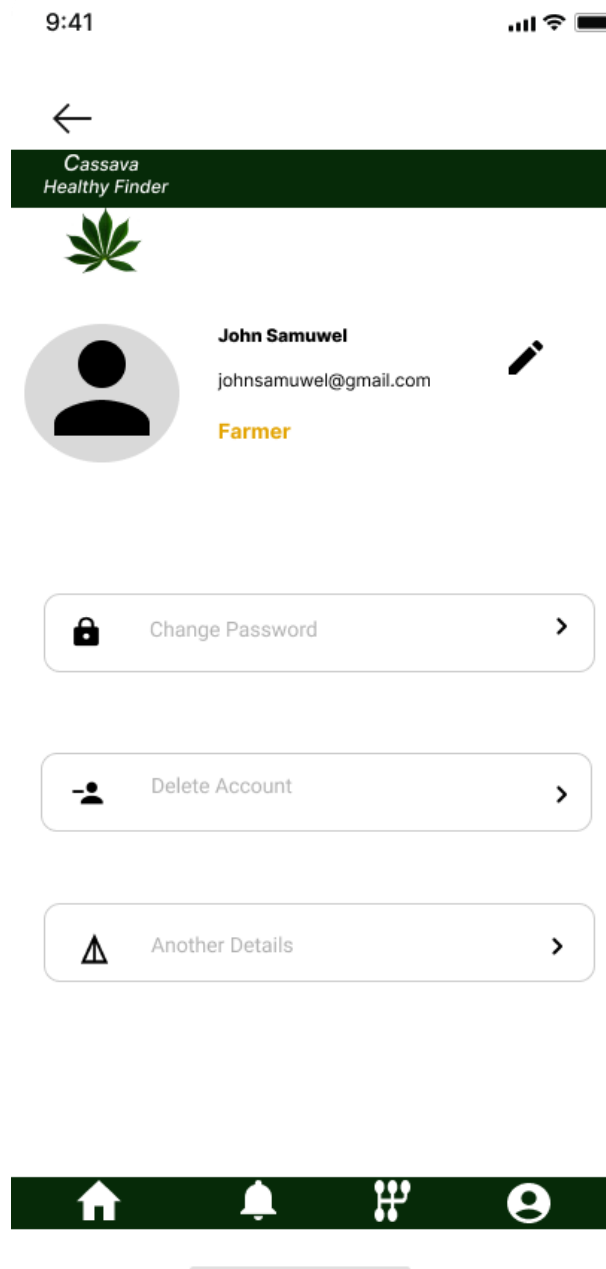 9:41
Cassava
Healthy Finder
John Samuwel
johnsamuwel@gmail.com
Farmer
Change Password
Delete Account
Another Details